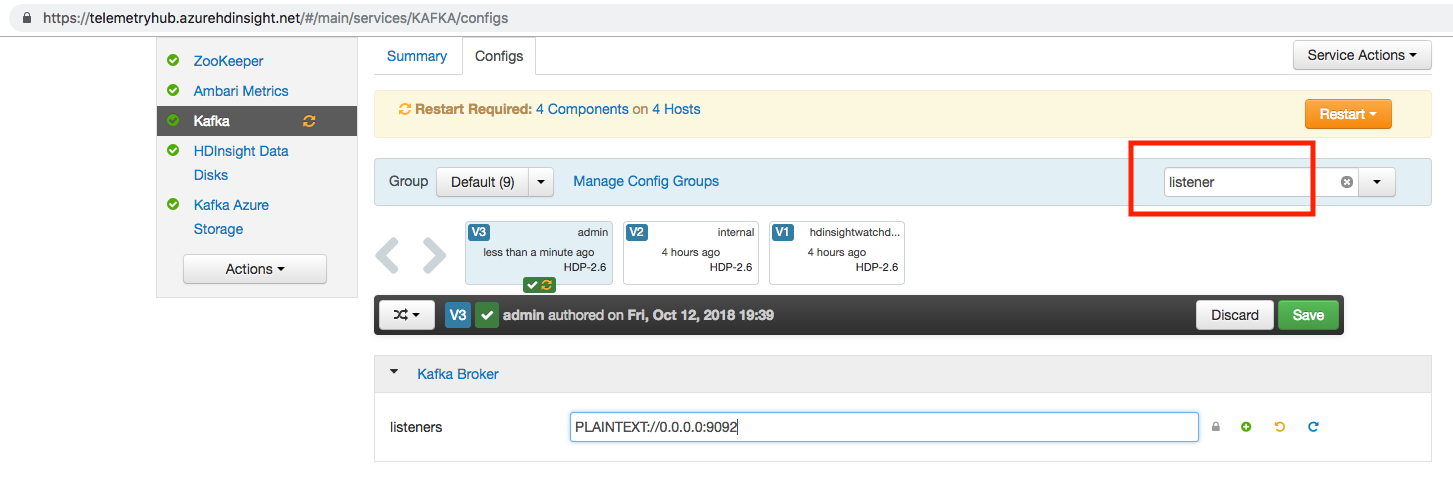 https://telemetryhub.azurehdinsight.net/#/main/services/KAFKA/configs
ZooKeeper
Ambari Metrics
Kafka
HDInsight Data
Disks
Kafka Azure
Storage
Actions
Summary
Configs
Service Actions
Restart Required: 4 Components on 4 Hosts
Restart
Group
Default (9)
Manage Config Groups
listener
V3
admin
less than a minute ago
HDP-2.6
V2
internal
4 hours ago
HDP-2.6
V1
hdinsightwatchd...
4 hours ago
HDP-2.6
V3
admin authored on Fri, Oct 12, 2018 19:39
Discard
Save
Kafka Broker
listeners
PLAINTEXT://0.0.0.0:9092